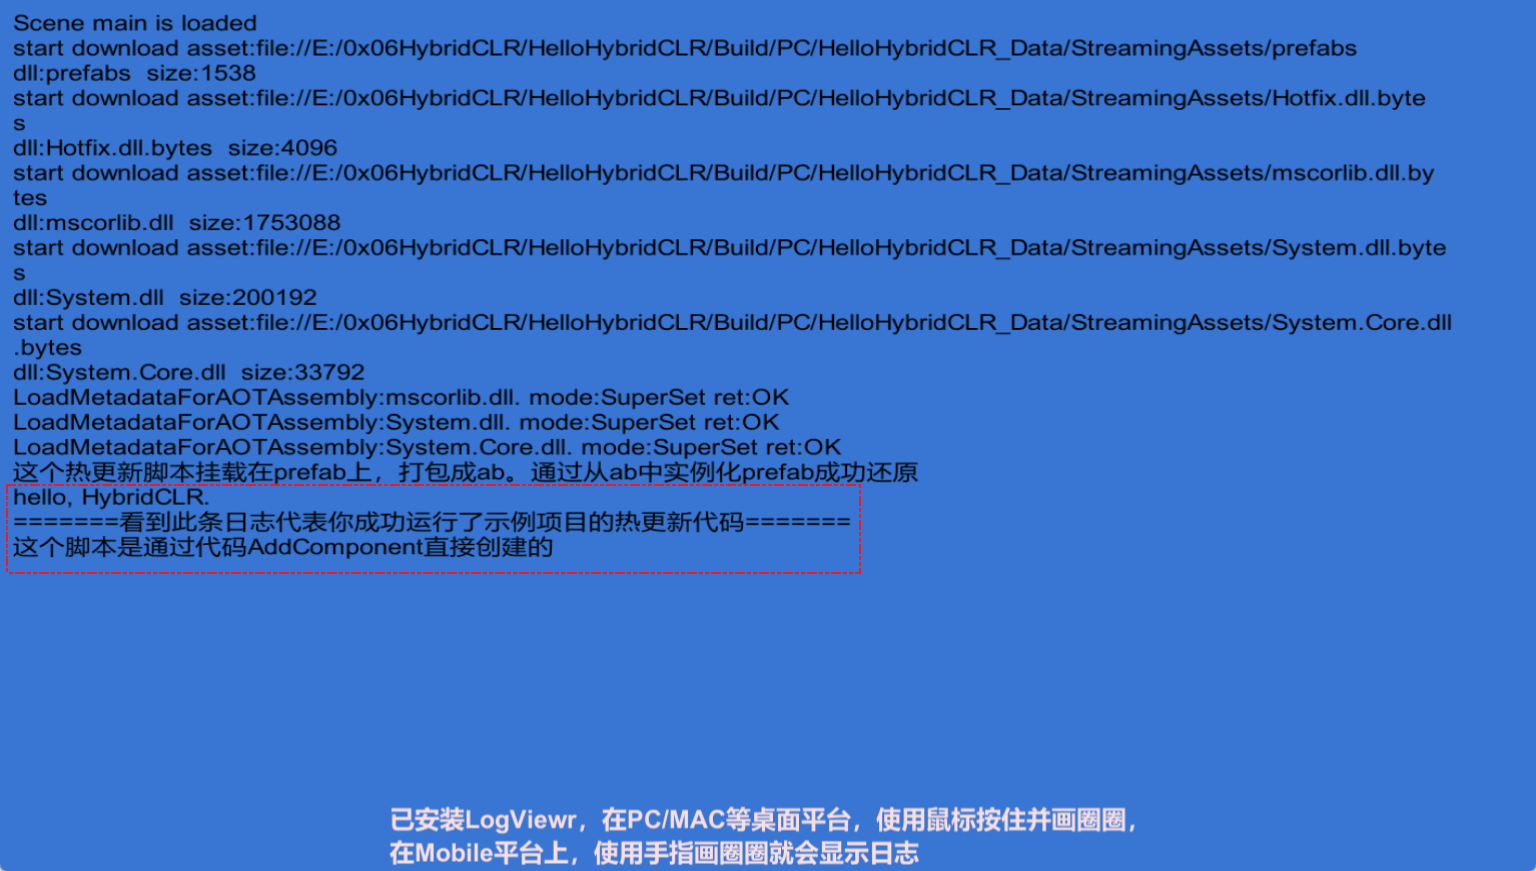 Scene main is loaded
start download asset:file://E:/0x06HybridCLR/HelloHybridCLR/Build/PC/HelloHybridCLR_Data/StreamingAssets/prefabs
dll:prefabs  size:1538
start download asset:file://E:/0x06HybridCLR/HelloHybridCLR/Build/PC/HelloHybridCLR_Data/StreamingAssets/Hotfix.dll.byte
s
dll:Hotfix.dll.bytes  size:4096
start download asset:file://E:/0x06HybridCLR/HelloHybridCLR/Build/PC/HelloHybridCLR_Data/StreamingAssets/mscorlib.dll.by
tes
dll:mscorlib.dll  size:1753088
start download asset:file://E:/0x06HybridCLR/HelloHybridCLR/Build/PC/HelloHybridCLR_Data/StreamingAssets/System.dll.byte
s
dll:System.dll  size:200192
start download asset:file://E:/0x06HybridCLR/HelloHybridCLR/Build/PC/HelloHybridCLR_Data/StreamingAssets/System.Core.dll
.bytes
dll:System.Core.dll  size:33792
LoadMetadataForAOTAssembly:mscorlib.dll. mode:SuperSet ret:OK
LoadMetadataForAOTAssembly:System.dll. mode:SuperSet ret:OK
LoadMetadataForAOTAssembly:System.Core.dll. mode:SuperSet ret:OK
这个热更新脚本挂载在prefab上，打包成ab。通过从ab中实例化prefab成功还原
hello, HybridCLR.
=======看到此条日志代表你成功运行了示例项目的热更新代码=======
这个脚本是通过代码AddComponent直接创建的
已安装LogViewr，在PC/MAC等桌面平台，使用鼠标按住并画圈圈，
在Mobile平台上，使用手指画圈圈就会显示日志